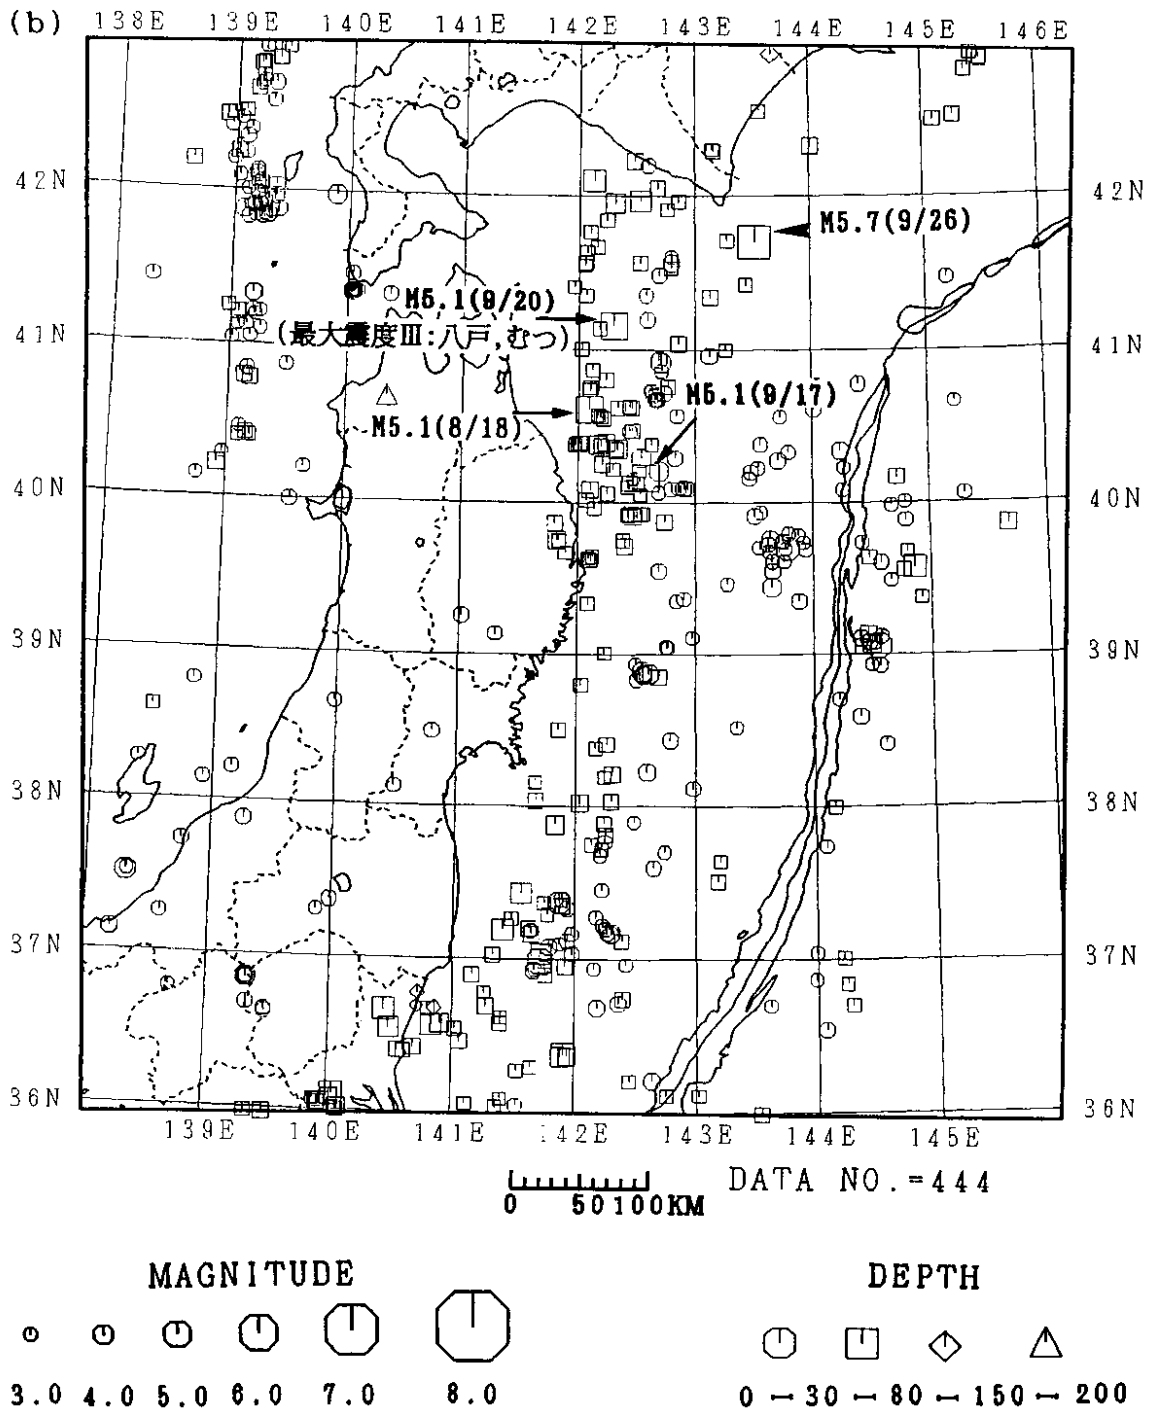 (b)
138E 139E 140E 141E 142E 143E 144E 145E 146E
42N 42N
M5.7(9/26)
M5.1(9/20)
(最大震度Ⅲ:八戸,むつ)
41N 41N
M5.1(9/17)
M5.1(8/18)
40N 40N
39N 39N
38N 38N
37N 37N
36N 36N
139E 140E 141E 142E 143E 144E 145E
0 50 100KM
DATA NO.=444
MAGNITUDE DEPTH
3.0 4.0 5.0 6.0 7.0 8.0
0 — 30 — 80 — 150 — 200